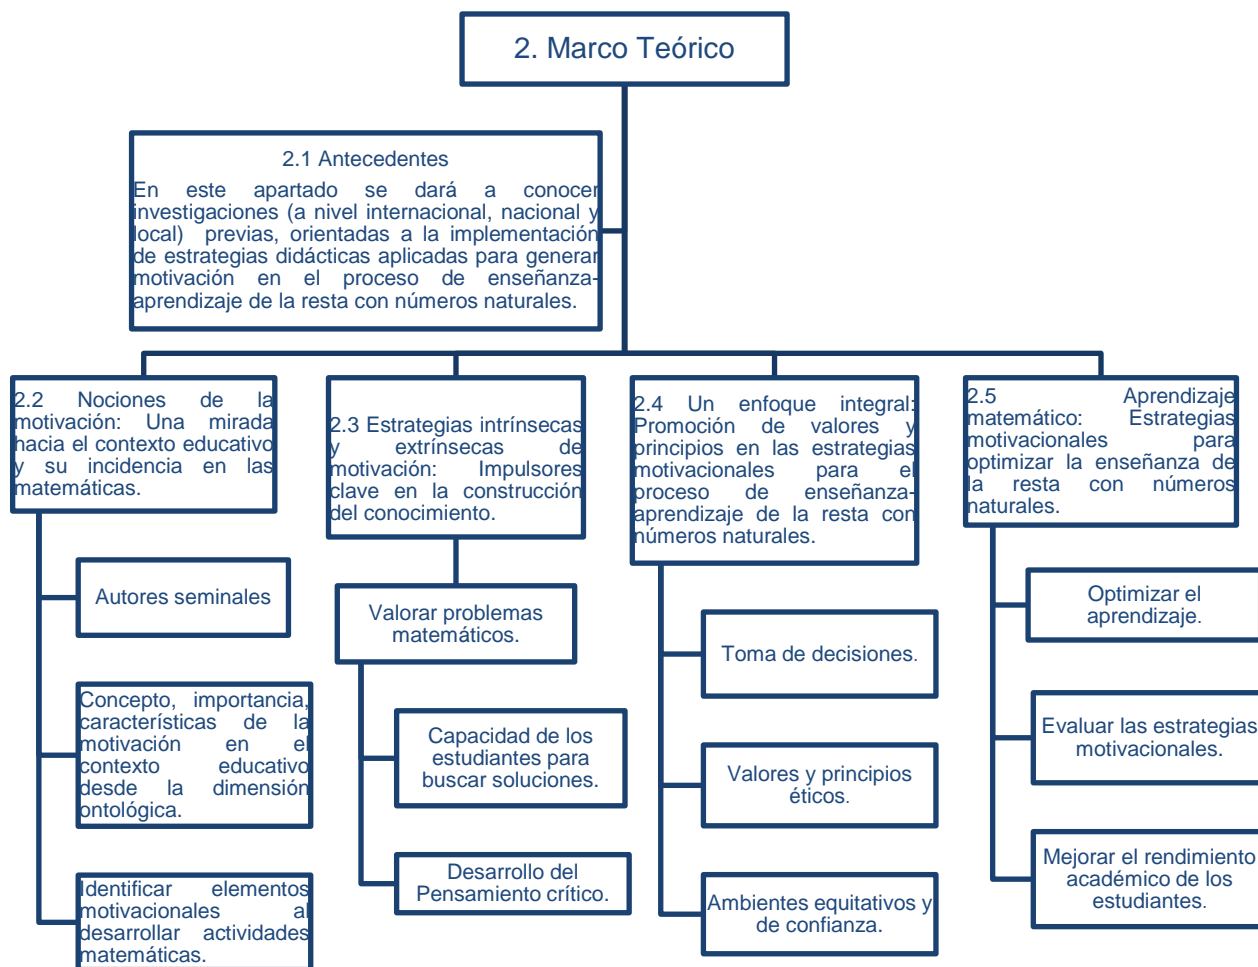 2. Marco Teórico
2.1 Antecedentes
En este apartado se dará a conocer
investigaciones (a nivel internacional, nacional y
local) previas, orientadas a la implementación
de estrategias didácticas aplicadas para generar
motivación en el proceso de enseñanza-
aprendizaje de la resta con números naturales.
2.2 Nociones de la
motivación: Una mirada
hacia el contexto educativo
y su incidencia en las
matemáticas.
Autores seminales
Concepto, importancia,
características de la
motivación en el
contexto educativo
desde la dimensión
ontológica.
Identificar elementos
motivacionales al
desarrollar actividades
matemáticas.
2.3 Estrategias intrínsecas
y extrínsecas de
motivación: Impulsores
clave en la construcción
del conocimiento.
Valorar problemas
matemáticos.
Capacidad de los
estudiantes para
buscar soluciones.
Desarrollo del
Pensamiento crítico.
2.4 Un enfoque integral:
Promoción de valores y
principios en las estrategias
motivacionales para el
proceso de enseñanza-
aprendizaje de la resta con
números naturales.
Toma de decisiones.
Valores y principios
éticos.
Ambientes equitativos y
de confianza.
2.5 Aprendizaje
matemático: Estrategias
motivacionales para
optimizar la enseñanza de
la resta con números
naturales.
Optimizar el
aprendizaje.
Evaluar las estrategias
motivacionales.
Mejorar el rendimiento
académico de los
estudiantes.